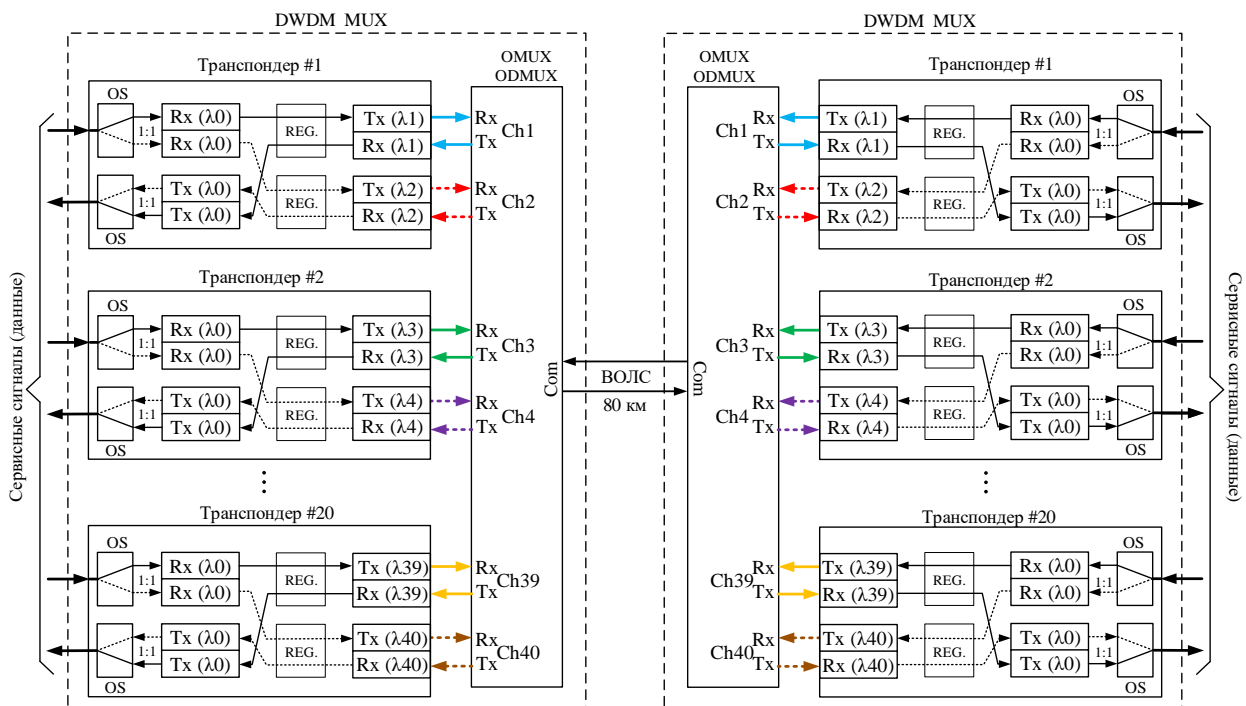 DWDM MUX
DWDM MUX
OMUX
ODMUX
OMUX
ODMUX
Транспондер #1
OS
1:1
Rx (λ0)
Rx (λ0)
REG.
Tx (λ1)
Rx (λ1)
1:1
Tx (λ0)
Tx (λ0)
REG.
Tx (λ2)
Rx (λ2)
OS
Rx
Ch1
Tx
Rx
Ch2
Tx
Транспондер #2
OS
1:1
Rx (λ0)
Rx (λ0)
REG.
Tx (λ3)
Rx (λ3)
1:1
Tx (λ0)
Tx (λ0)
REG.
Tx (λ4)
Rx (λ4)
OS
Rx
Ch3
Tx
Rx
Ch4
Tx
Транспондер #20
OS
1:1
Rx (λ0)
Rx (λ0)
REG.
Tx (λ39)
Rx (λ39)
1:1
Tx (λ0)
Tx (λ0)
REG.
Tx (λ40)
Rx (λ40)
OS
Rx
Ch39
Tx
Rx
Ch40
Tx
Сервисные сигналы (данные)
Com
ВОЛС
80 км
Com
Транспондер #1
Rx
Ch1
Tx
Rx
Ch2
Tx
Tx (λ1)
Rx (λ1)
REG.
Rx (λ0)
Rx (λ0)
OS
1:1
Tx (λ2)
Rx (λ2)
REG.
Tx (λ0)
Tx (λ0)
1:1
OS
Транспондер #2
Rx
Ch3
Tx
Rx
Ch4
Tx
Tx (λ3)
Rx (λ3)
REG.
Rx (λ0)
Rx (λ0)
OS
1:1
Tx (λ4)
Rx (λ4)
REG.
Tx (λ0)
Tx (λ0)
1:1
OS
Транспондер #20
Rx
Ch39
Tx
Rx
Ch40
Tx
Tx (λ39)
Rx (λ39)
REG.
Rx (λ0)
Rx (λ0)
OS
1:1
Tx (λ40)
Rx (λ40)
REG.
Tx (λ0)
Tx (λ0)
1:1
OS
Сервисные сигналы (данные)